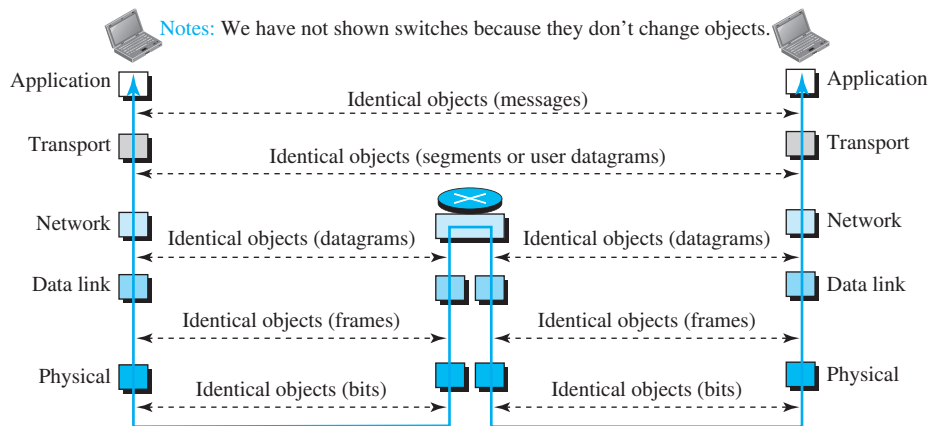 Notes: We have not shown switches because they don't change objects.
Application
Application
Identical objects (messages)
Transport
Transport
Identical objects (segments or user datagrams)
Network
Network
Identical objects (datagrams)
Identical objects (datagrams)
Data link
Data link
Identical objects (frames)
Identical objects (frames)
Physical
Physical
Identical objects (bits)
Identical objects (bits)